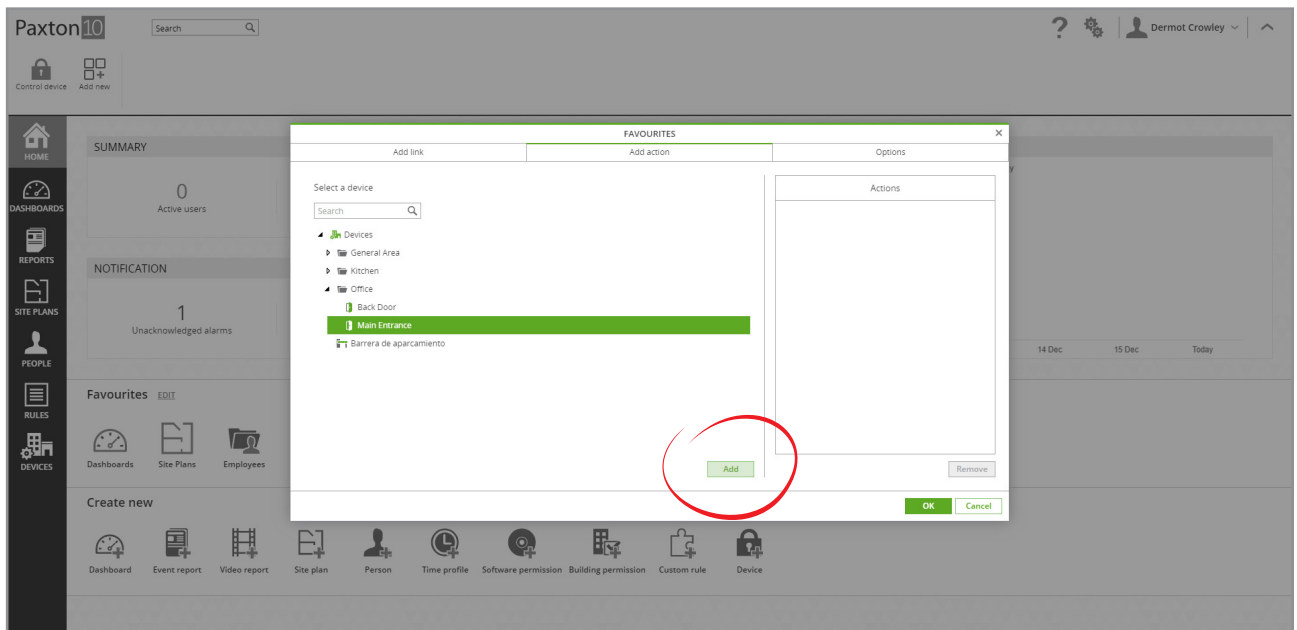 Paxton10
Search
Dermot Crowley
Control device
Add new
HOME
DASHBOARDS
REPORTS
SITE PLANS
PEOPLE
RULES
DEVICES
SUMMARY
0
Active users
NOTIFICATION
1
Unacknowledged alarms
FAVOURITES
Add link
Add action
Options
Select a device
Search
Devices
General Area
Kitchen
Office
Back Door
Main Entrance
Barrera de aparcamiento
Add
Actions
Remove
OK
Cancel
14 Dec
15 Dec
Today
Favourites EDIT
Dashboards
Site Plans
Employees
Create new
Dashboard
Event report
Video report
Site plan
Person
Time profile
Software permission
Building permission
Custom rule
Device